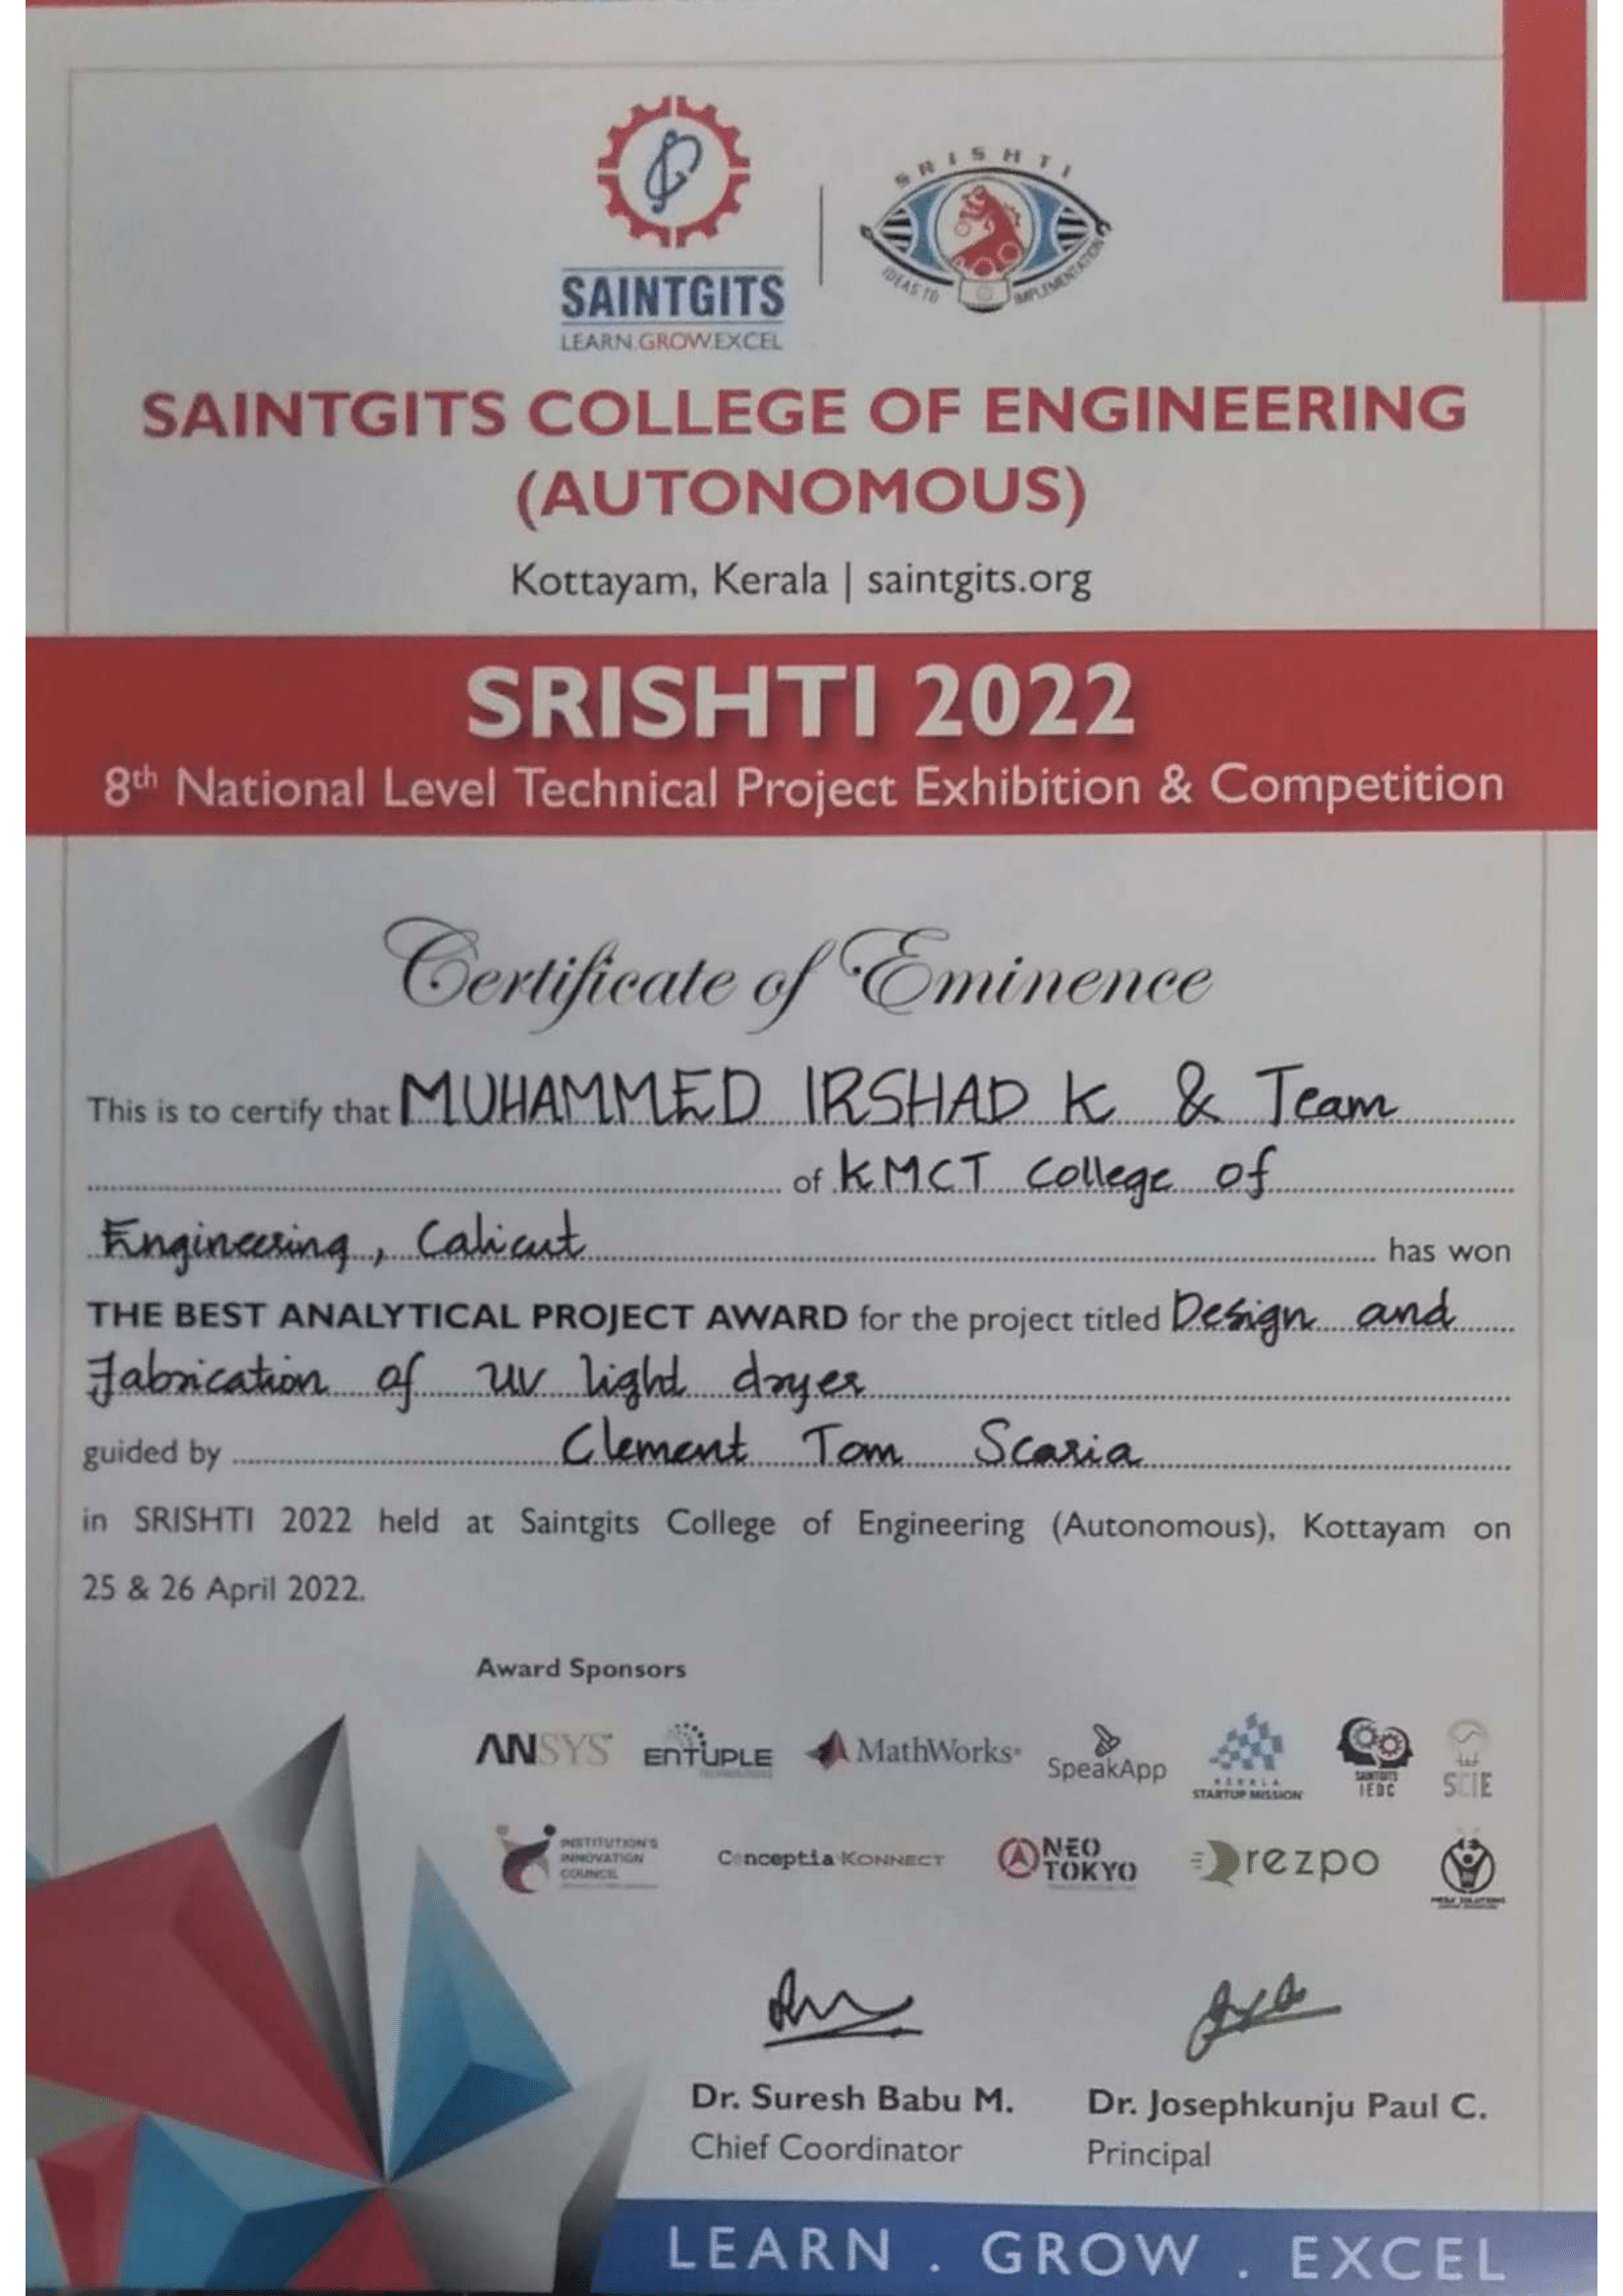 SRISHTI
IDEAS TO IMPLEMENTATION
SAINTGITS
LEARN.GROW.EXCEL
SAINTGITS COLLEGE OF ENGINEERING
(AUTONOMOUS)
Kottayam, Kerala | saintgits.org
SRISHTI 2022
8th National Level Technical Project Exhibition & Competition
Certificate of Eminence
This is to certify that MUHAMMED IRSHAD K & Team
of KMCT College of
Engineering, Calicut has won
THE BEST ANALYTICAL PROJECT AWARD for the project titled Design and
fabrication of uv light dryer
guided by Clement Tom Scaria
in SRISHTI 2022 held at Saintgits College of Engineering (Autonomous), Kottayam on
25 & 26 April 2022.
Award Sponsors
ANSYS ENTUPLE TECHNOLOGIES MathWorks SpeakApp KERALA STARTUP MISSION SAINTGITS IEDC SCIE
INSTITUTION'S INNOVATION COUNCIL Conceptia KONNECT NEO TOKYO rezpo
Dr. Suresh Babu M. Dr. Josephkunju Paul C.
Chief Coordinator Principal
LEARN . GROW . EXCEL